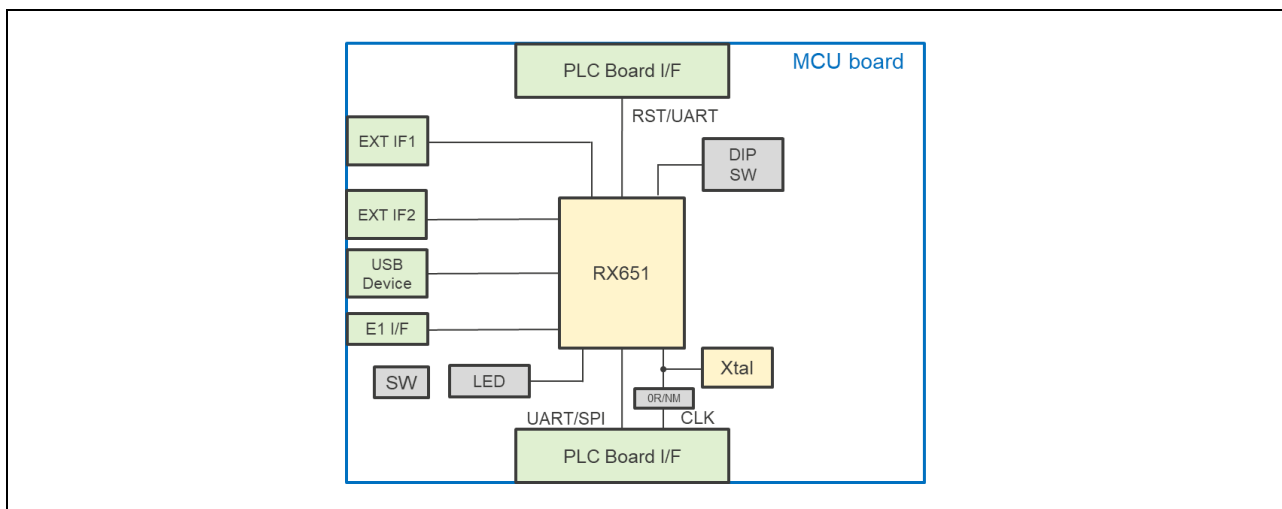 MCU board
PLC Board I/F
RST/UART
EXT IF1
DIP
SW
EXT IF2
RX651
USB
Device
E1 I/F
SW
LED
Xtal
0R/NM
UART/SPI
CLK
PLC Board I/F